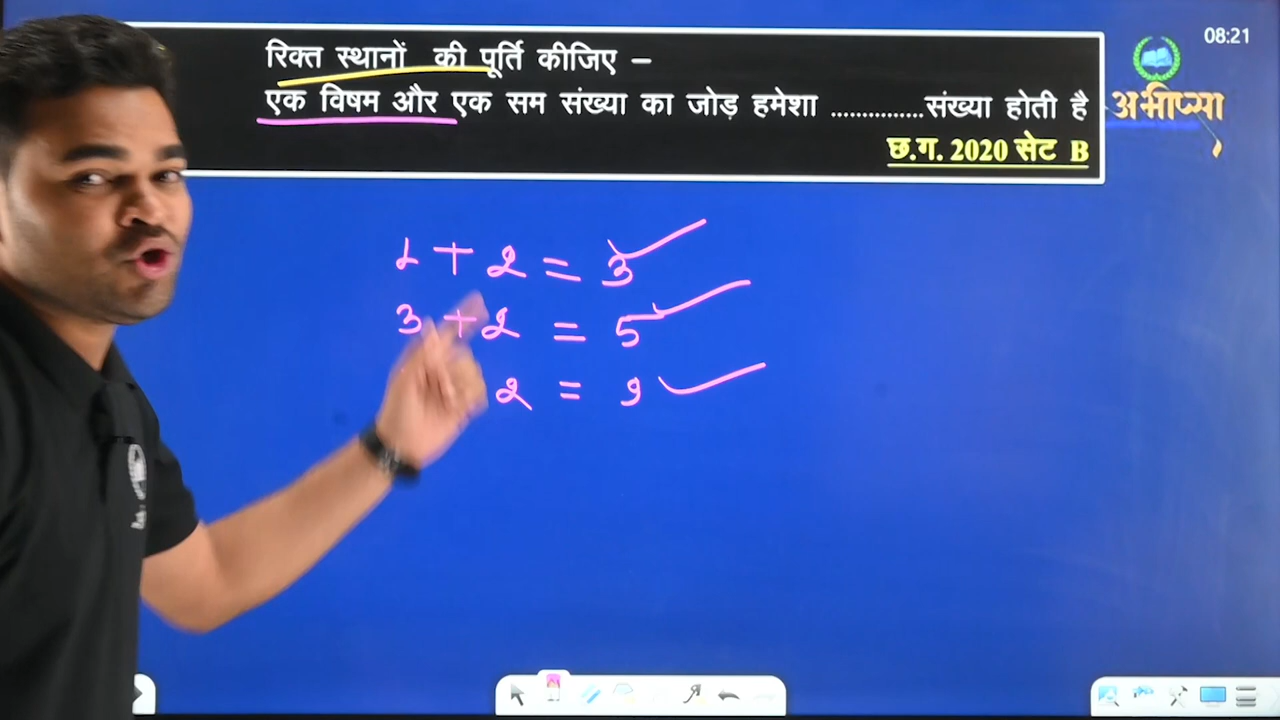 08:21
रिक्त स्थानों की पूर्ति कीजिए –
एक विषम और एक सम संख्या का जोड़ हमेशा ...............संख्या होती है
अभीप्सा
छ.ग. 2020 सेट B
1 + 2 = 3
3 + 2 = 5
2 = 9